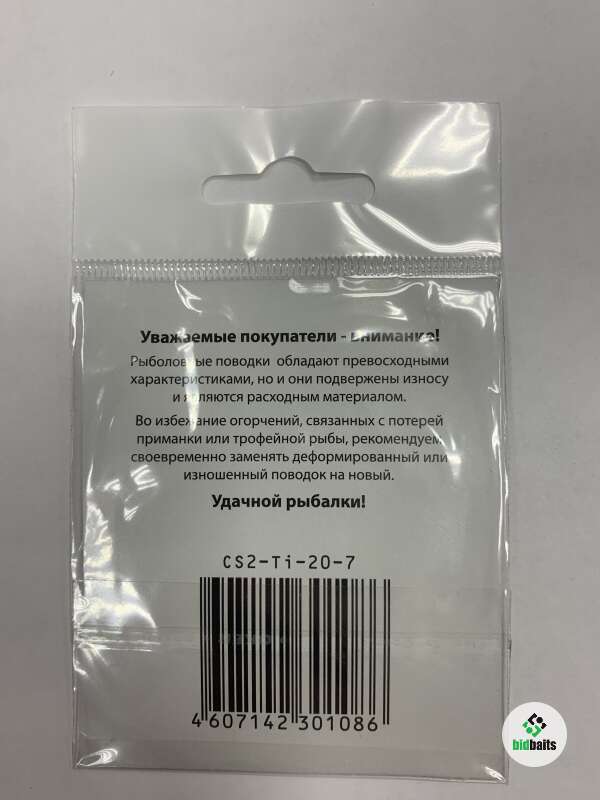 Уважаемые покупатели - внимание!
Рыболовные поводки обладают превосходными
характеристиками, но и они подвержены износу
и являются расходным материалом.
Во избежание огорчений, связанных с потерей
приманки или трофейной рыбы, рекомендуем
своевременно заменять деформированный или
изношенный поводок на новый.
Удачной рыбалки!
CS2-Ti-20-7
4 607142 301086
bidbaits